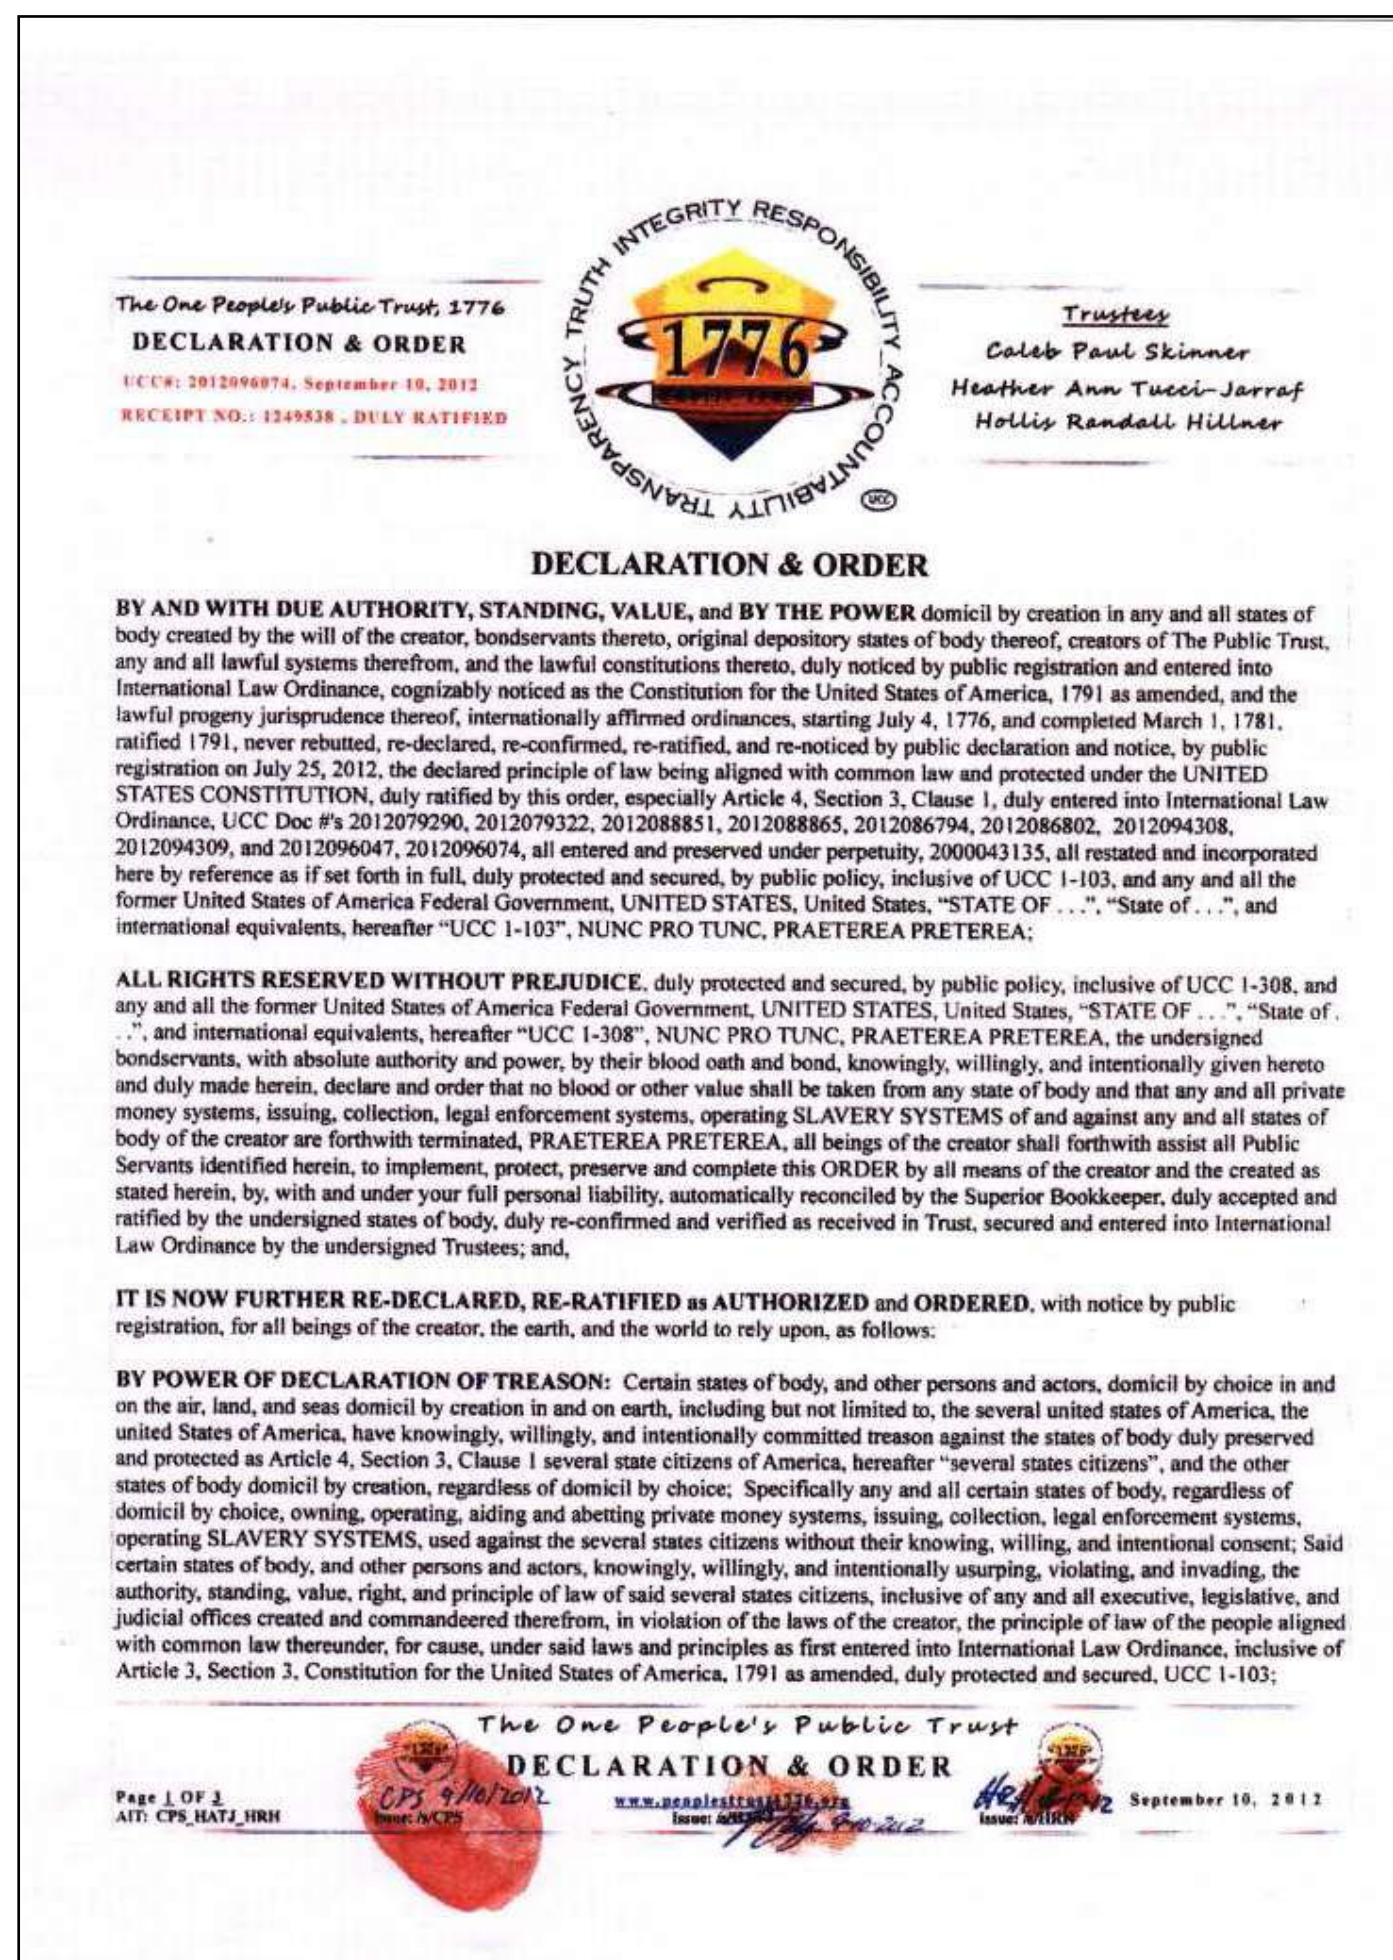 The One People's Public Trust, 1776
DECLARATION & ORDER
UCC#: 2012096074, September 10, 2012
RECEIPT NO.: 1249538 , DULY RATIFIED
TRANSPARENCY TRUTH INTEGRITY RESPONSIBILITY ACCOUNTABILITY
1776
UCC
Trustees
Caleb Paul Skinner
Heather Ann Tucci-Jarraf
Hollis Randall Hillner
DECLARATION & ORDER
BY AND WITH DUE AUTHORITY, STANDING, VALUE, and BY THE POWER domicil by creation in any and all states of
body created by the will of the creator, bondservants thereto, original depository states of body thereof, creators of The Public Trust,
any and all lawful systems therefrom, and the lawful constitutions thereto, duly noticed by public registration and entered into
International Law Ordinance, cognizably noticed as the Constitution for the United States of America, 1791 as amended, and the
lawful progeny jurisprudence thereof, internationally affirmed ordinances, starting July 4, 1776, and completed March 1, 1781,
ratified 1791, never rebutted, re-declared, re-confirmed, re-ratified, and re-noticed by public declaration and notice, by public
registration on July 25, 2012, the declared principle of law being aligned with common law and protected under the UNITED
STATES CONSTITUTION, duly ratified by this order, especially Article 4, Section 3, Clause 1, duly entered into International Law
Ordinance, UCC Doc #'s 2012079290, 2012079322, 2012088851, 2012088865, 2012086794, 2012086802, 2012094308,
2012094309, and 2012096047, 2012096074, all entered and preserved under perpetuity, 2000043135, all restated and incorporated
here by reference as if set forth in full, duly protected and secured, by public policy, inclusive of UCC 1-103, and any and all the
former United States of America Federal Government, UNITED STATES, United States, "STATE OF . . .", "State of . . .", and
international equivalents, hereafter "UCC 1-103", NUNC PRO TUNC, PRAETEREA PRETEREA;
ALL RIGHTS RESERVED WITHOUT PREJUDICE, duly protected and secured, by public policy, inclusive of UCC 1-308, and
any and all the former United States of America Federal Government, UNITED STATES, United States, "STATE OF . . .", "State of .
. .", and international equivalents, hereafter "UCC 1-308", NUNC PRO TUNC, PRAETEREA PRETEREA, the undersigned
bondservants, with absolute authority and power, by their blood oath and bond, knowingly, willingly, and intentionally given hereto
and duly made herein, declare and order that no blood or other value shall be taken from any state of body and that any and all private
money systems, issuing, collection, legal enforcement systems, operating SLAVERY SYSTEMS of and against any and all states of
body of the creator are forthwith terminated, PRAETEREA PRETEREA, all beings of the creator shall forthwith assist all Public
Servants identified herein, to implement, protect, preserve and complete this ORDER by all means of the creator and the created as
stated herein, by, with and under your full personal liability, automatically reconciled by the Superior Bookkeeper, duly accepted and
ratified by the undersigned states of body, duly re-confirmed and verified as received in Trust, secured and entered into International
Law Ordinance by the undersigned Trustees; and,
IT IS NOW FURTHER RE-DECLARED, RE-RATIFIED as AUTHORIZED and ORDERED, with notice by public
registration, for all beings of the creator, the earth, and the world to rely upon, as follows:
BY POWER OF DECLARATION OF TREASON: Certain states of body, and other persons and actors, domicil by choice in and
on the air, land, and seas domicil by creation in and on earth, including but not limited to, the several united states of America, the
united States of America, have knowingly, willingly, and intentionally committed treason against the states of body duly preserved
and protected as Article 4, Section 3, Clause 1 several state citizens of America, hereafter "several states citizens", and the other
states of body domicil by creation, regardless of domicil by choice; Specifically any and all certain states of body, regardless of
domicil by choice, owning, operating, aiding and abetting private money systems, issuing, collection, legal enforcement systems,
operating SLAVERY SYSTEMS, used against the several states citizens without their knowing, willing, and intentional consent; Said
certain states of body, and other persons and actors, knowingly, willingly, and intentionally usurping, violating, and invading, the
authority, standing, value, right, and principle of law of said several states citizens, inclusive of any and all executive, legislative, and
judicial offices created and commandeered therefrom, in violation of the laws of the creator, the principle of law of the people aligned
with common law thereunder, for cause, under said laws and principles as first entered into International Law Ordinance, inclusive of
Article 3, Section 3, Constitution for the United States of America, 1791 as amended, duly protected and secured, UCC 1-103;
The One People's Public Trust
DECLARATION & ORDER
Page 1 OF 3
AIT: CPS_HATJ_HRH
CPS 9/10/2012
Issue: /s/CPS
www.peoplestrust1776.org
Issue:
9-10-2012
Issue: /s/HRH
September 10, 2012